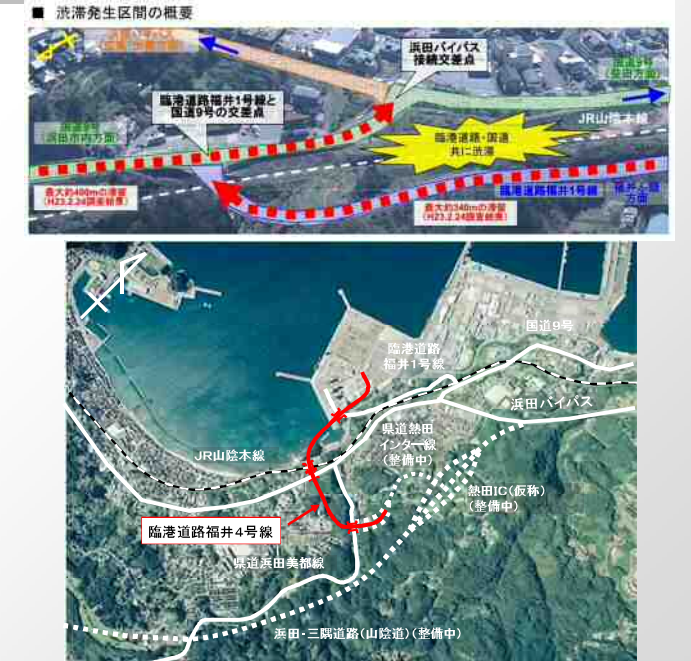 ■ 渋滞発生区間の概要
浜田バイパス
接続交差点
国道9号
臨港道路福井1号線と
国道9号の交差点
JR山陰本線
国道9号
(浜田市内方面)
臨港道路・国道
共に渋滞
最大約400mの滞留
(H23.2.24調査結果)
臨港道路福井1号線
方面
最大約340mの滞留
(H23.2.24調査結果)
国道9号
臨港道路
福井1号線
浜田バイパス
県道熱田
インター線
(整備中)
JR山陰本線
熱田IC(仮称)
(整備中)
臨港道路福井4号線
県道浜田美都線
浜田・三隅道路(山陰道)(整備中)